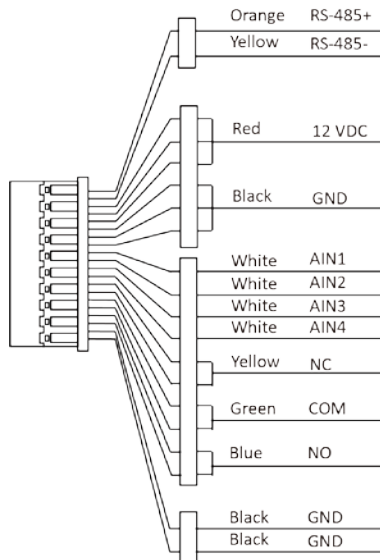 Orange RS-485+
Yellow RS-485-
Red 12 VDC
Black GND
White AIN1
White AIN2
White AIN3
White AIN4
Yellow NC
Green COM
Blue NO
Black GND
Black GND